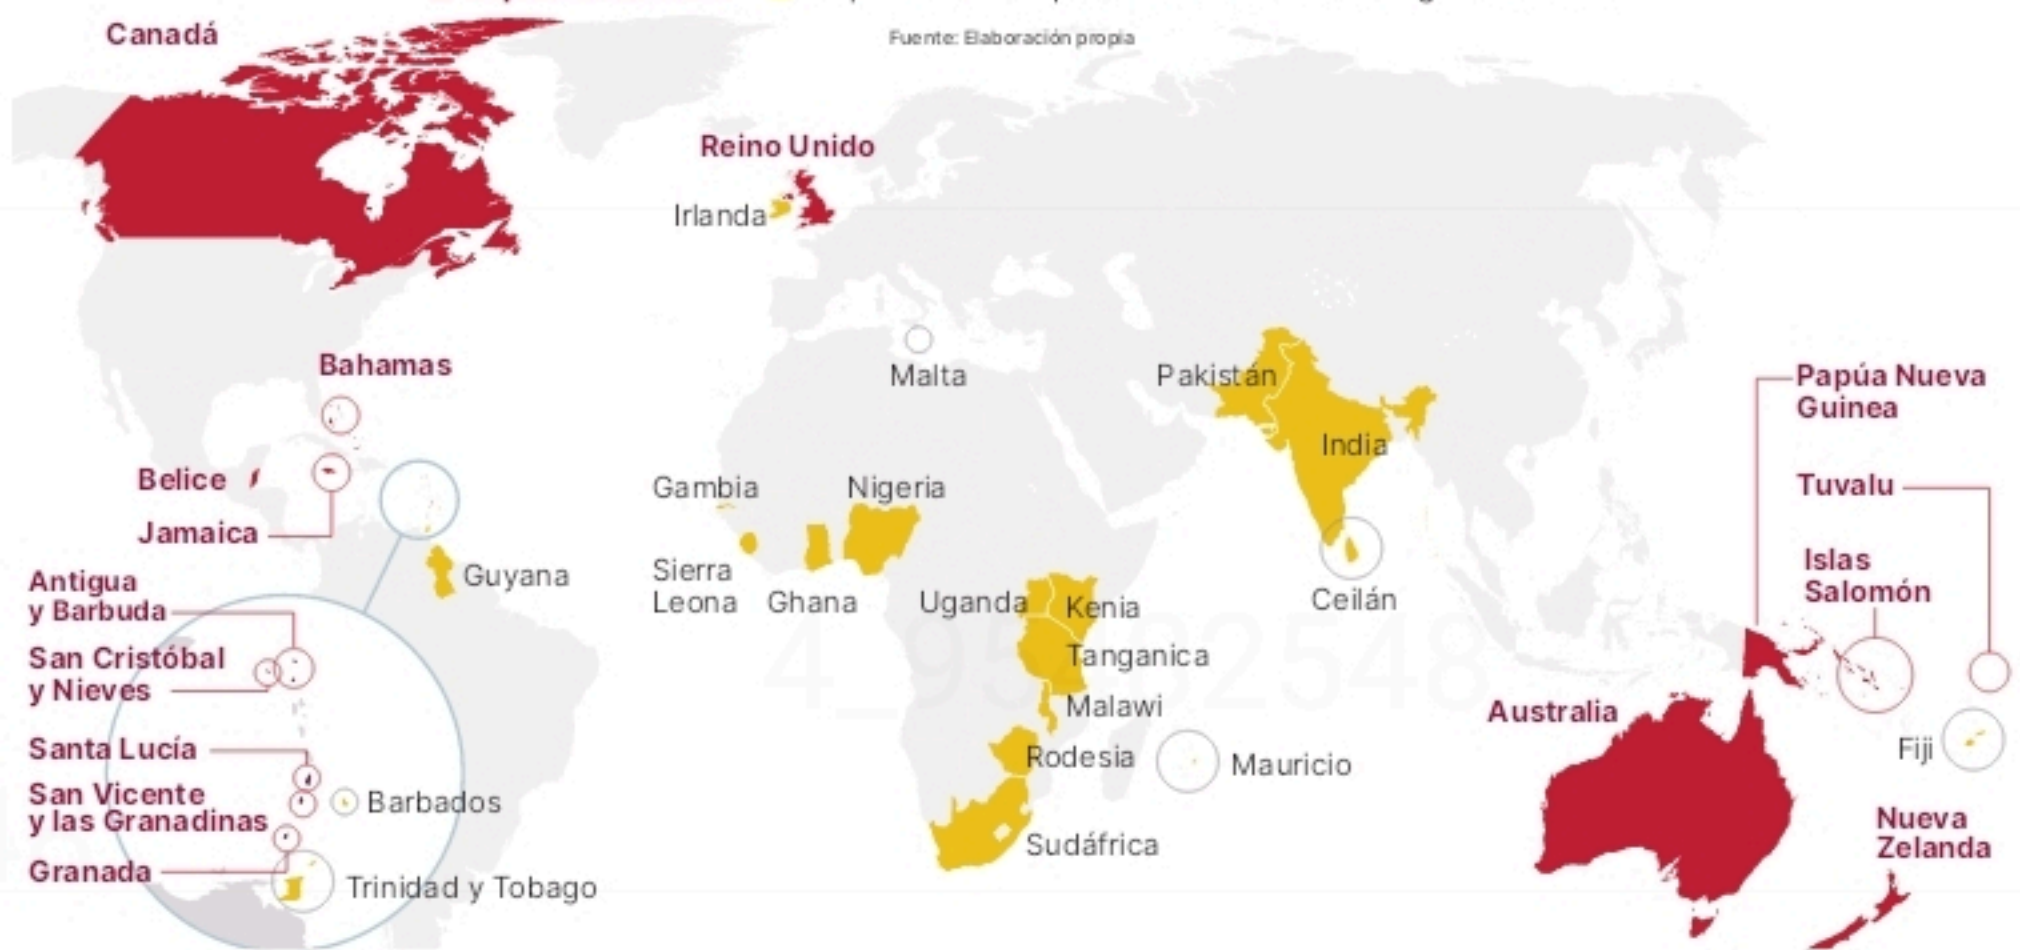 Canadá
Fuente: Elaboración propia
Reino Unido
Irlanda
Bahamas
Malta
Pakistán
Papúa Nueva
Guinea
India
Belice
Gambia
Nigeria
Tuvalu
Jamaica
Islas
Salomón
Antigua
y Barbuda
Guyana
Sierra
Leona
Ghana
Uganda
Kenia
Ceilán
San Cristóbal
y Nieves
Tanganica
Malawi
Australia
Santa Lucía
Rodesia
Mauricio
Fiji
San Vicente
y las Granadinas
Barbados
Nueva
Zelanda
Sudáfrica
Granada
Trinidad y Tobago